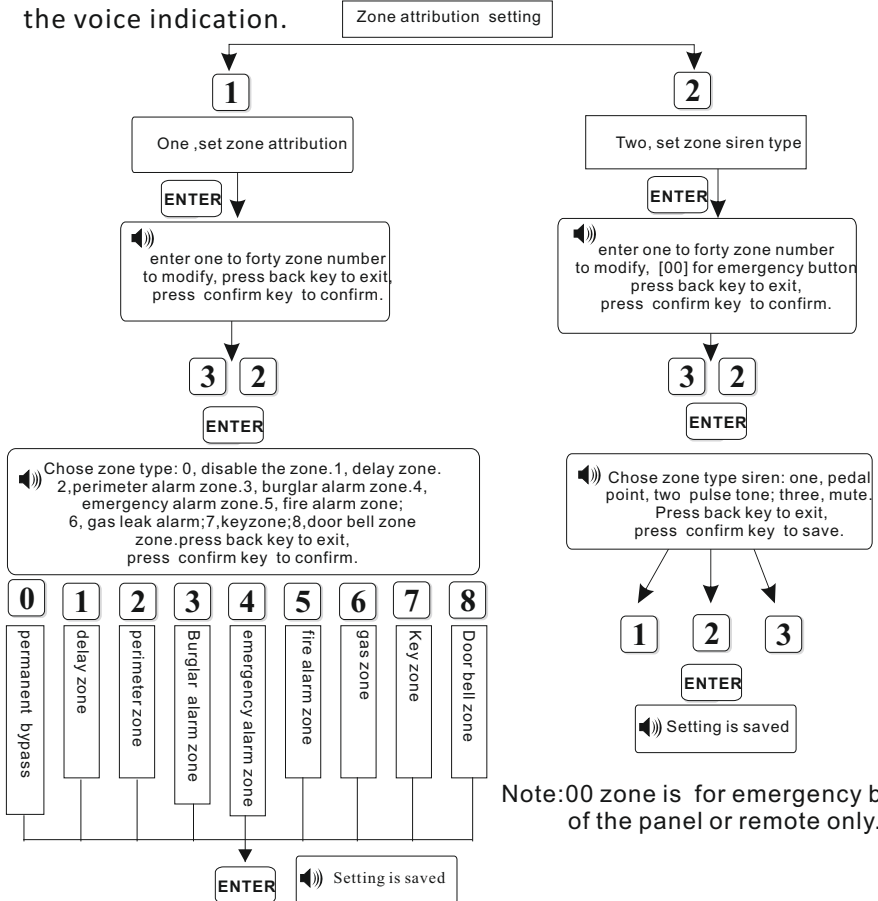 the voice indication.
Zone attribution setting
1
One ,set zone attribution
ENTER
enter one to forty zone number
to modify, press back key to exit,
press confirm key to confirm.
3 2
ENTER
Chose zone type: 0, disable the zone.1, delay zone.
2,perimeter alarm zone.3, burglar alarm zone.4,
emergency alarm zone.5, fire alarm zone;
6, gas leak alarm;7,keyzone;8,door bell zone
zone.press back key to exit,
press confirm key to confirm.
0 1 2 3 4 5 6 7 8
permanent bypass
delay zone
perimeter zone
Burglar alarm zone
emergency alarm zone
fire alarm zone
gas zone
Key zone
Door bell zone
ENTER
Setting is saved
2
Two, set zone siren type
ENTER
enter one to forty zone number
to modify, [00] for emergency button
press back key to exit,
press confirm key to confirm.
3 2
ENTER
Chose zone type siren: one, pedal
point, two pulse tone; three, mute.
Press back key to exit,
press confirm key to save.
1 2 3
ENTER
Setting is saved
Note:00 zone is for emergency
of the panel or remote only.